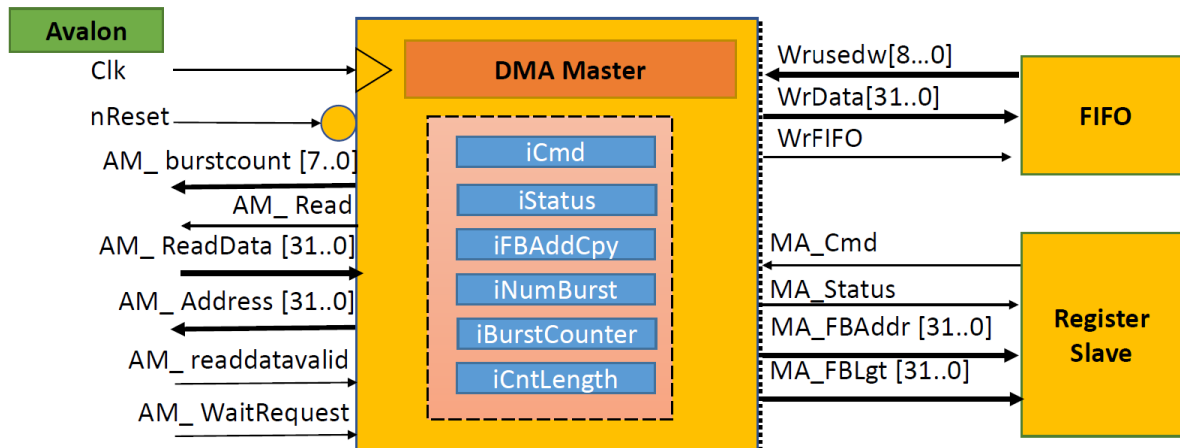 Avalon
Clk
nReset
AM_ burstcount [7..0]
AM_ Read
AM_ ReadData [31..0]
AM_ Address [31..0]
AM_ readdatavalid
AM_ WaitRequest
DMA Master
iCmd
iStatus
iFBAddCpy
iNumBurst
iBurstCounter
iCntLength
Wrusedw[8...0]
WrData[31..0]
WrFIFO
FIFO
MA_Cmd
MA_Status
MA_FBAddr [31..0]
MA_FBLgt [31..0]
Register
Slave